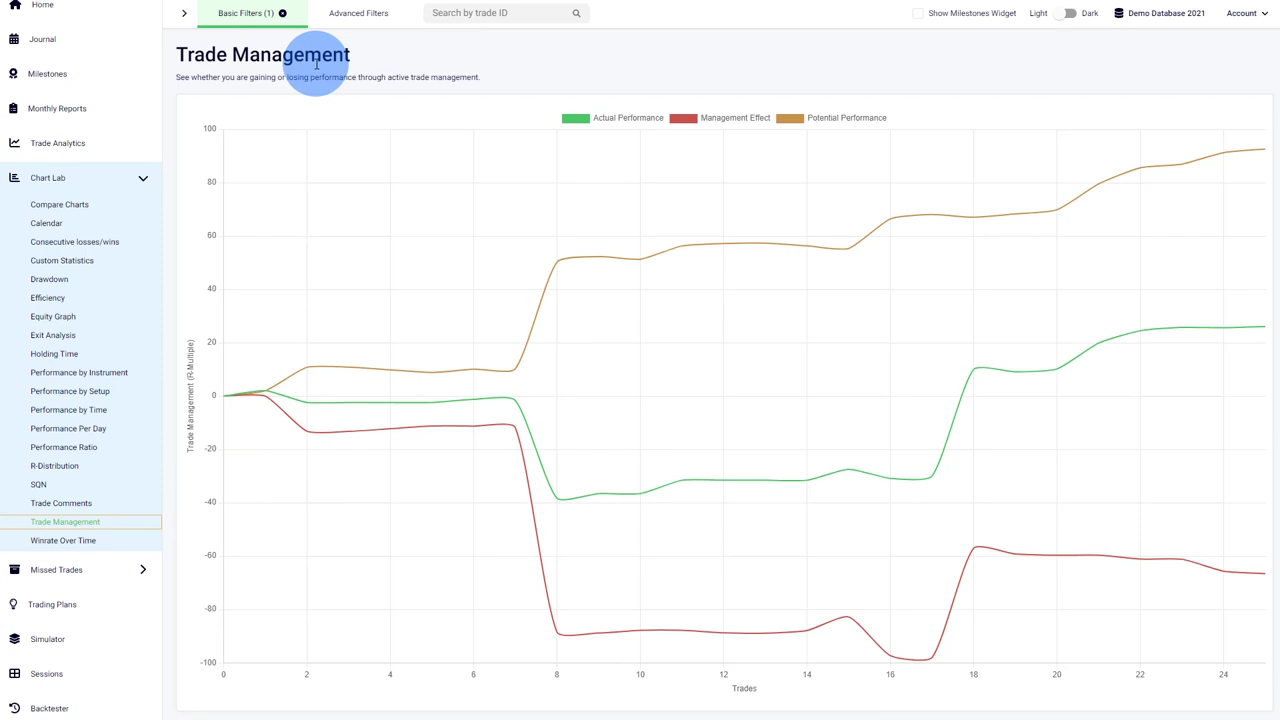 Home
Journal
Milestones
Monthly Reports
Trade Analytics
Chart Lab
Compare Charts
Calendar
Consecutive losses/wins
Custom Statistics
Drawdown
Efficiency
Equity Graph
Exit Analysis
Holding Time
Performance by Instrument
Performance by Setup
Performance by Time
Performance Per Day
Performance Ratio
R-Distribution
SQN
Trade Comments
Trade Management
Winrate Over Time
Missed Trades
Trading Plans
Simulator
Sessions
Backtester
Basic Filters (1) Advanced Filters Search by trade ID Show Milestones Widget Light Dark Demo Database 2021 Account
Trade Management
See whether you are gaining or losing performance through active trade management.
Actual Performance Management Effect Potential Performance
100
80
60
40
20
0
-20
-40
-60
-80
-100
Trade Management (R-Multiple)
0 2 4 6 8 10 12 14 16 18 20 22 24
Trades